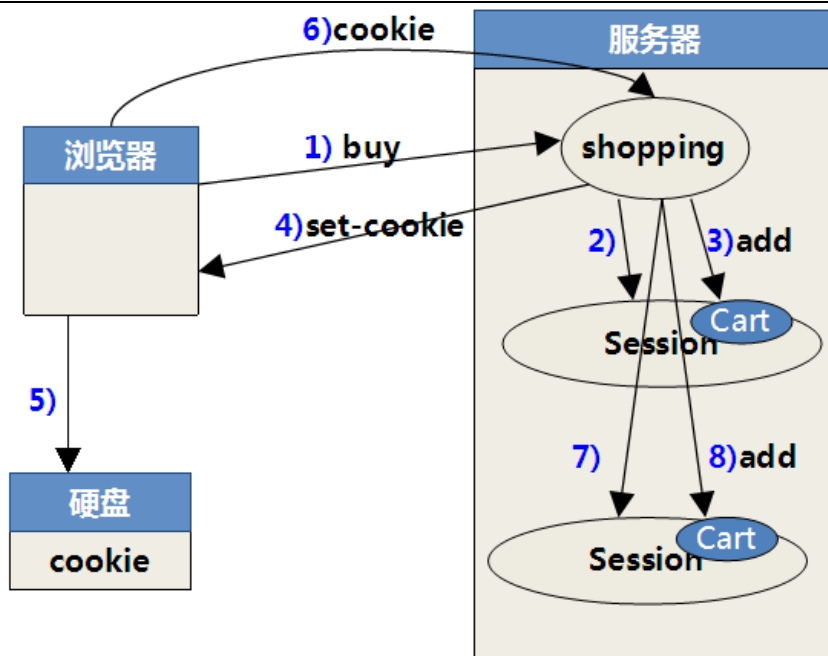 6)cookie
服务器
浏览器
1) buy
shopping
4)set-cookie
2)
3)add
Cart
Session
5)
7)
8)add
硬盘
Cart
cookie
Session